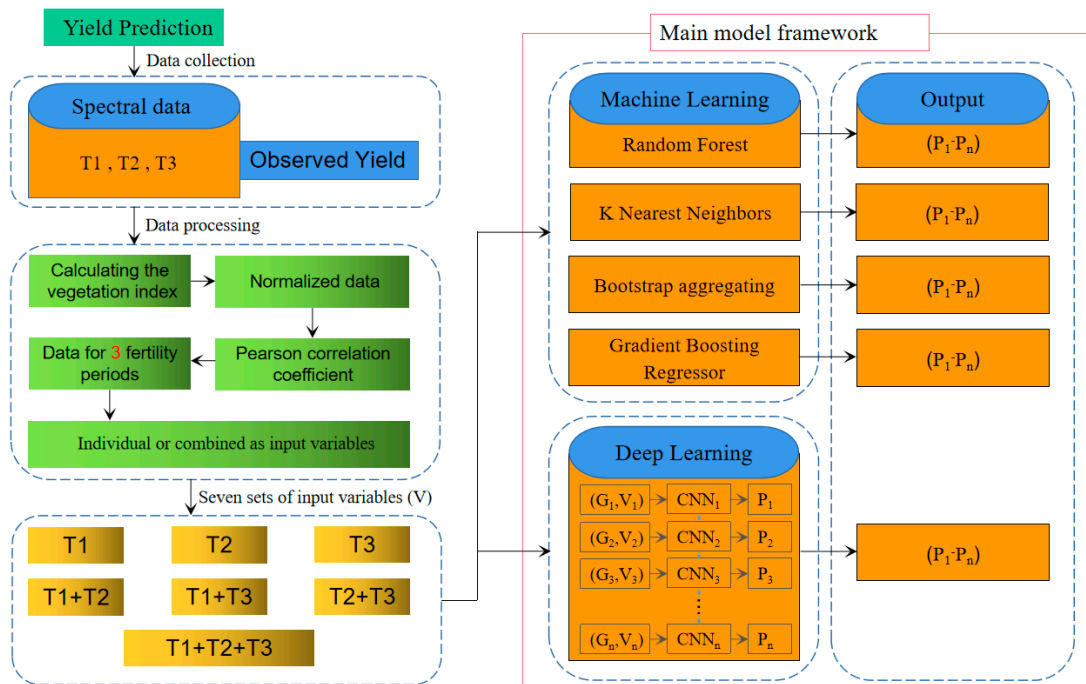 Yield Prediction
Data collection
Spectral data
T1 , T2 , T3
Observed Yield
Data processing
Calculating the
vegetation index
Normalized data
Data for 3 fertility
periods
Pearson correlation
coefficient
Individual or combined as input variables
Seven sets of input variables (V)
T1
T2
T3
T1+T2
T1+T3
T2+T3
T1+T2+T3
Main model framework
Machine Learning
Random Forest
K Nearest Neighbors
Bootstrap aggregating
Gradient Boosting
Regressor
Deep Learning
(G₁,V₁)
CNN₁
P₁
(G₂,V₂)
CNN₂
P₂
(G₃,V₃)
CNN₃
P₃
⋮
(Gₙ,Vₙ)
CNNₙ
Pₙ
Output
(P₁-Pₙ)
(P₁-Pₙ)
(P₁-Pₙ)
(P₁-Pₙ)
(P₁-Pₙ)